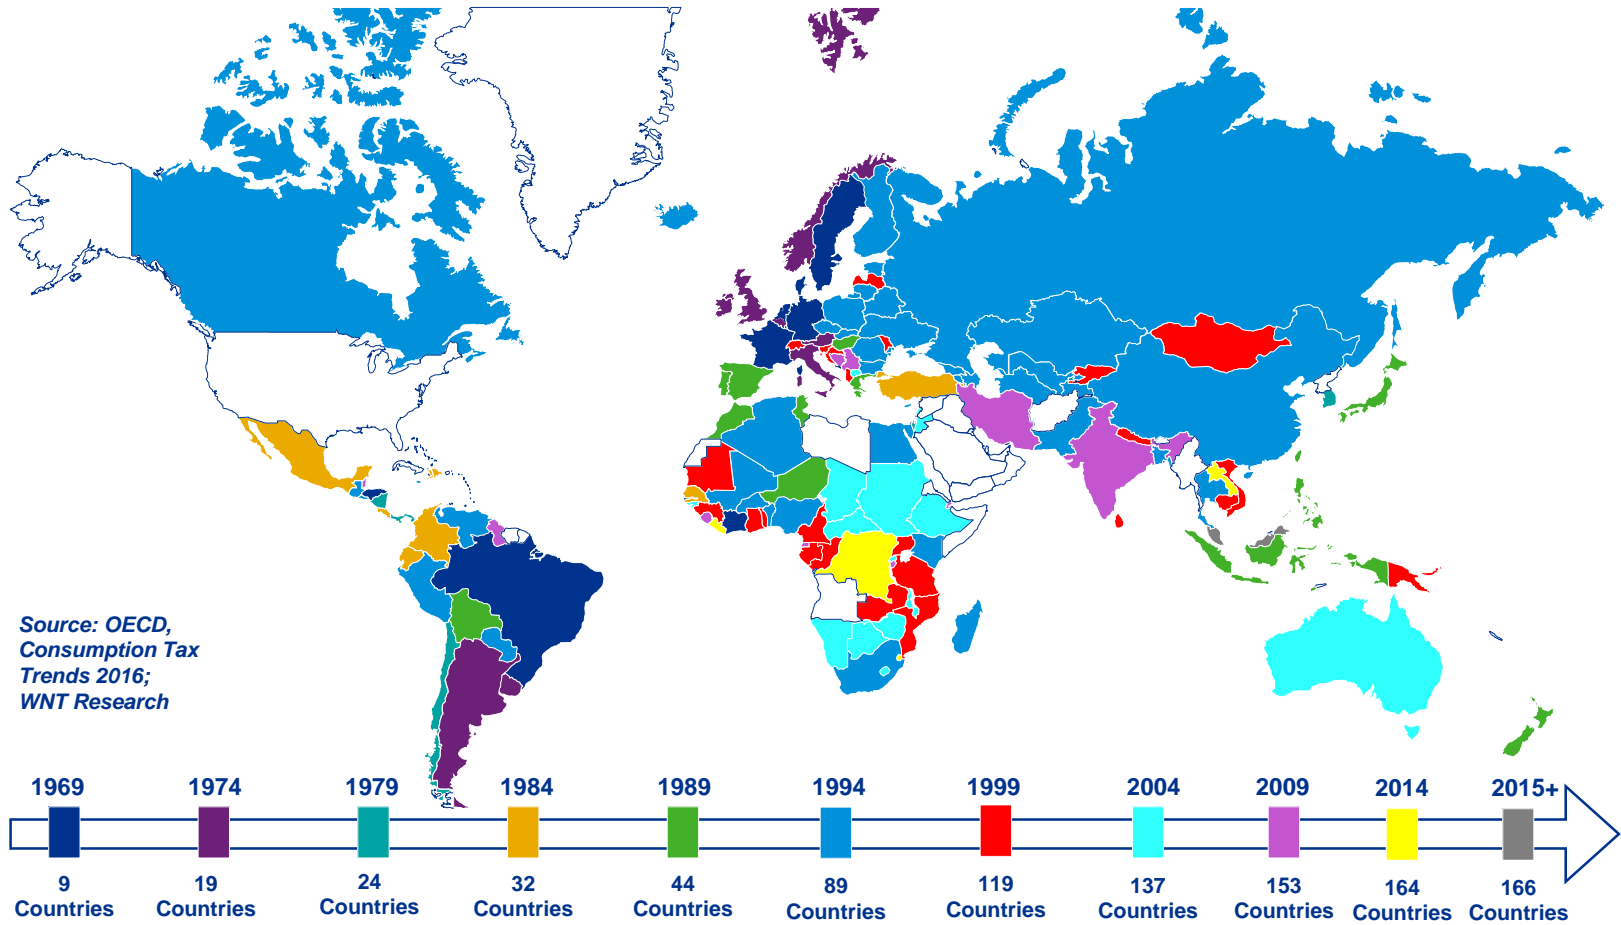 Source: OECD,
Consumption Tax
Trends 2016;
WNT Research
1969
1974
1979
1984
1989
1994
1999
2004
2009
2014
2015+
9
Countries
19
Countries
24
Countries
32
Countries
44
Countries
89
Countries
119
Countries
137
Countries
153
Countries
164
Countries
166
Countries